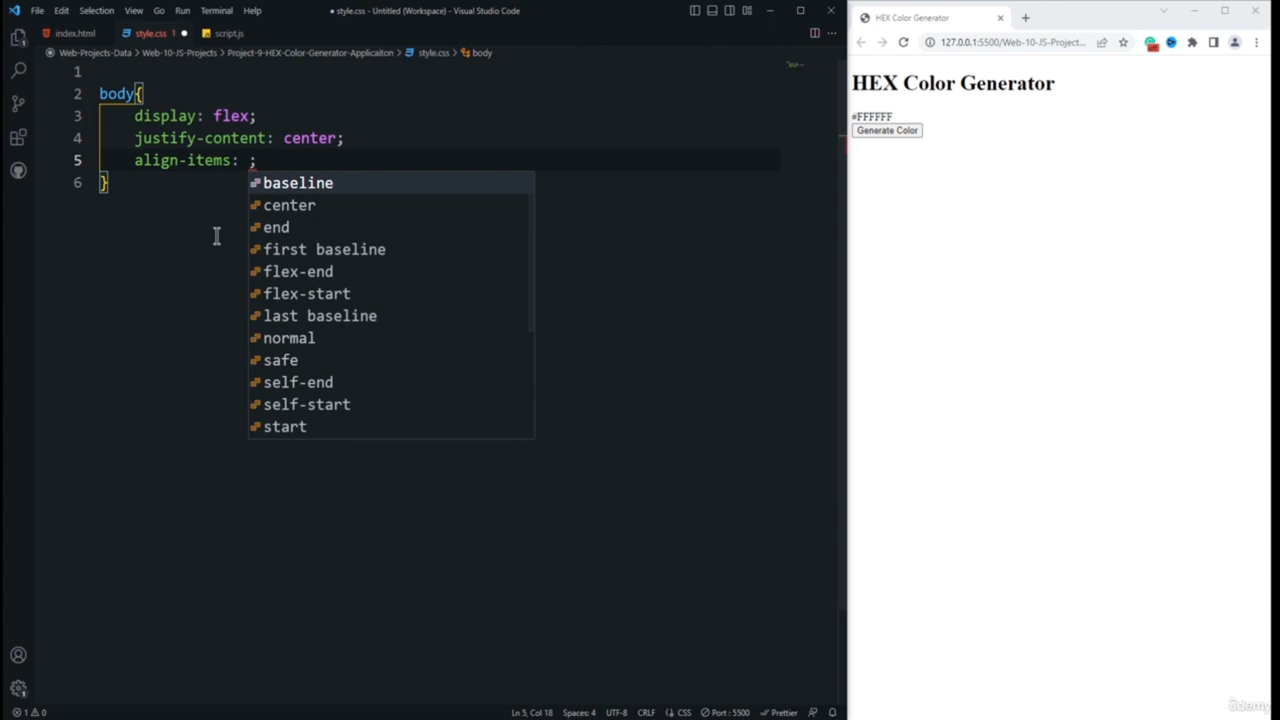 File Edit Selection View Go Run Terminal Help
● style.css - Untitled (Workspace) - Visual Studio Code
index.html
style.css 1 ●
script.js
Web-Projects-Data > Web-10-JS-Projects > Project-9-HEX-Color-Generator-Applicaiton > style.css > body
1
2 body{
3 display: flex;
4 justify-content: center;
5 align-items: ;
6 }
baseline
center
end
first baseline
flex-end
flex-start
last baseline
normal
safe
self-end
self-start
start
1 0
Ln 5, Col 18 Spaces: 4 UTF-8 CRLF { } CSS Port : 5500 Prettier
HEX Color Generator
127.0.0.1:5500/Web-10-JS-Project...
HEX Color Generator
#FFFFFF
Generate Color
ûdemy